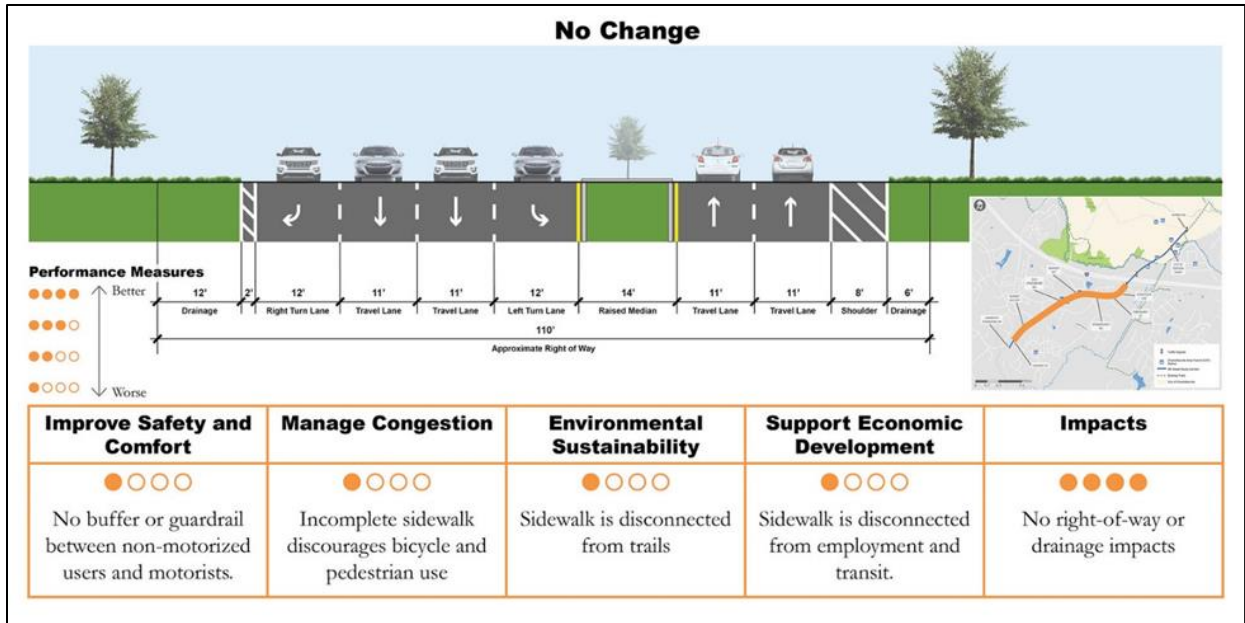 No Change
Performance Measures
Better
Worse
12'
2'
12'
11'
11'
12'
14'
11'
11'
8'
6'
Drainage
Right Turn Lane
Travel Lane
Travel Lane
Left Turn Lane
Raised Median
Travel Lane
Travel Lane
Shoulder
Drainage
110'
Approximate Right of Way
Improve Safety and
Comfort
No buffer or guardrail
between non-motorized
users and motorists.
Manage Congestion
Incomplete sidewalk
discourages bicycle and
pedestrian use
Environmental
Sustainability
Sidewalk is disconnected
from trails
Support Economic
Development
Sidewalk is disconnected
from employment and
transit.
Impacts
No right-of-way or
drainage impacts